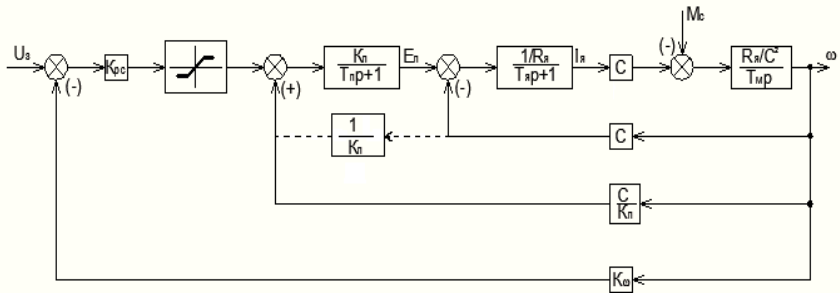 Mс
Uз
(-)
Kрс
(-)
(+)
Kп
Tпp+1
Eп
(-)
1/Rя
Tяp+1
Iя
C
Rя/C²
Tмp
ω
1
Kп
C
C
Kп
Kω